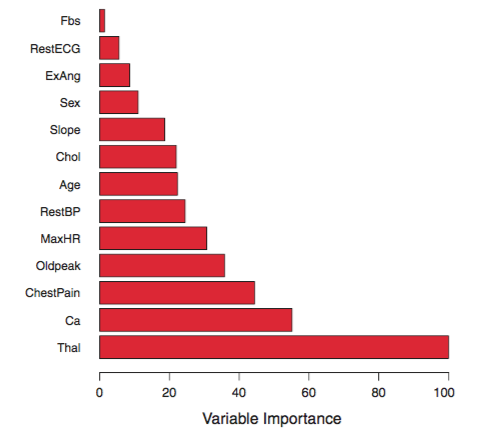 Fbs
RestECG
ExAng
Sex
Slope
Chol
Age
RestBP
MaxHR
Oldpeak
ChestPain
Ca
Thal
0 20 40 60 80 100
Variable Importance